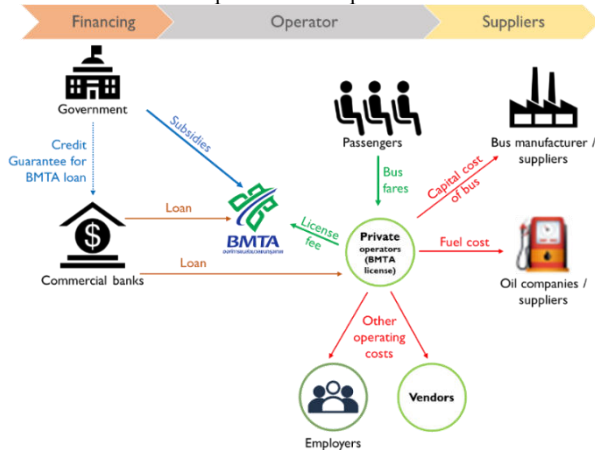 Financing
Operator
Suppliers
Government
Subsidies
Credit
Guarantee for
BMTA loan
Passengers
Bus manufacturer /
suppliers
Bus
fares
Capital cost
of bus
Loan
BMTA
License
fee
Private
operators
(BMTA
license)
Fuel cost
Commercial banks
Loan
Oil companies /
suppliers
Other
operating
costs
Vendors
Employers